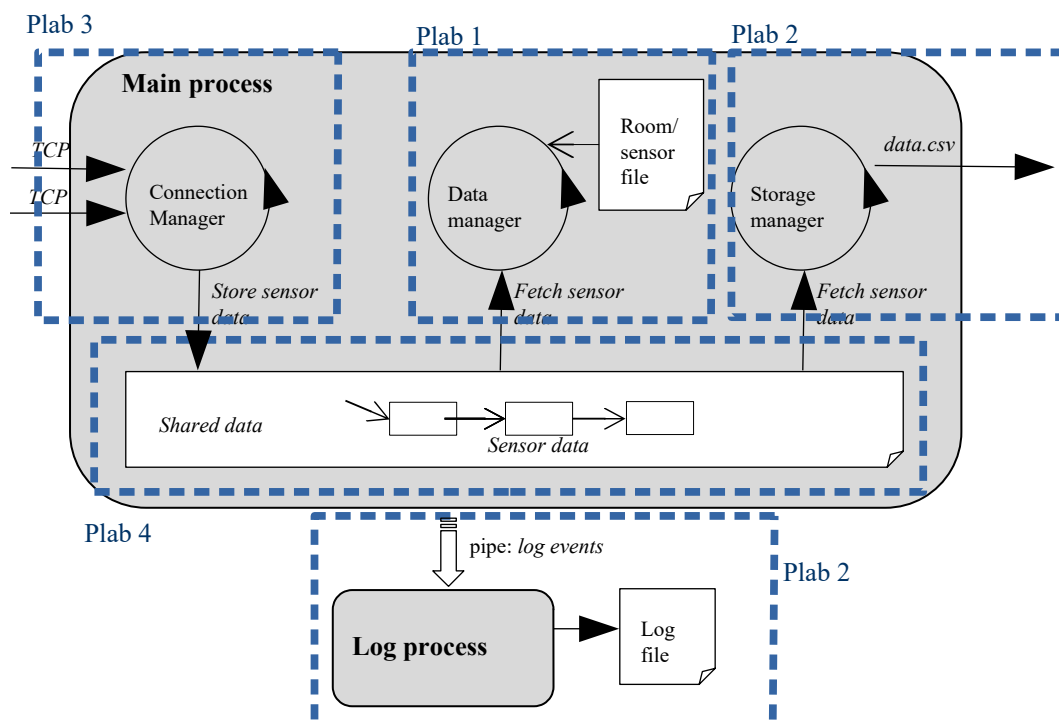 Plab 3
Plab 1
Plab 2
Main process
TCP
TCP
Connection
Manager
Data
manager
Room/
sensor
file
Storage
manager
data.csv
Store sensor
data
Fetch sensor
data
Fetch sensor
data
Shared data
Sensor data
Plab 4
pipe: log events
Plab 2
Log process
Log
file